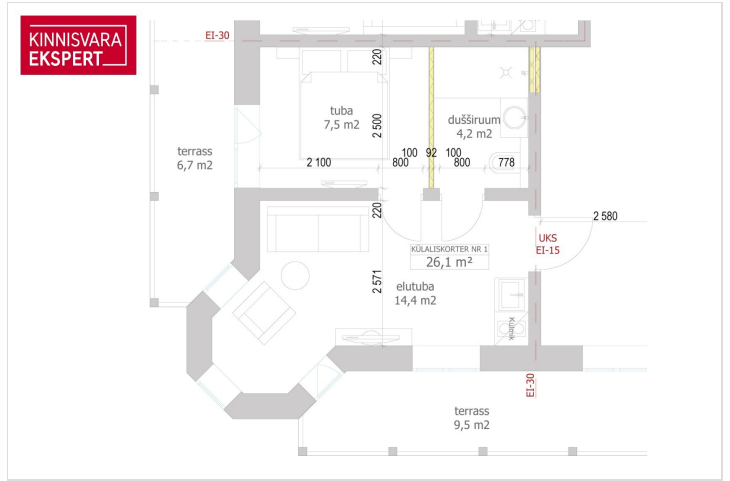 KINNISVARA
EKSPERT
EI-30
220
tuba
7,5 m2
2 500
dušširuum
4,2 m2
terrass
6,7 m2
100
92
100
2 100
800
800
778
220
2 580
UKS
EI-15
KÜLALISKORTER NR 1
26,1 m²
2 571
elutuba
14,4 m2
Külmik
EI-30
terrass
9,5 m2